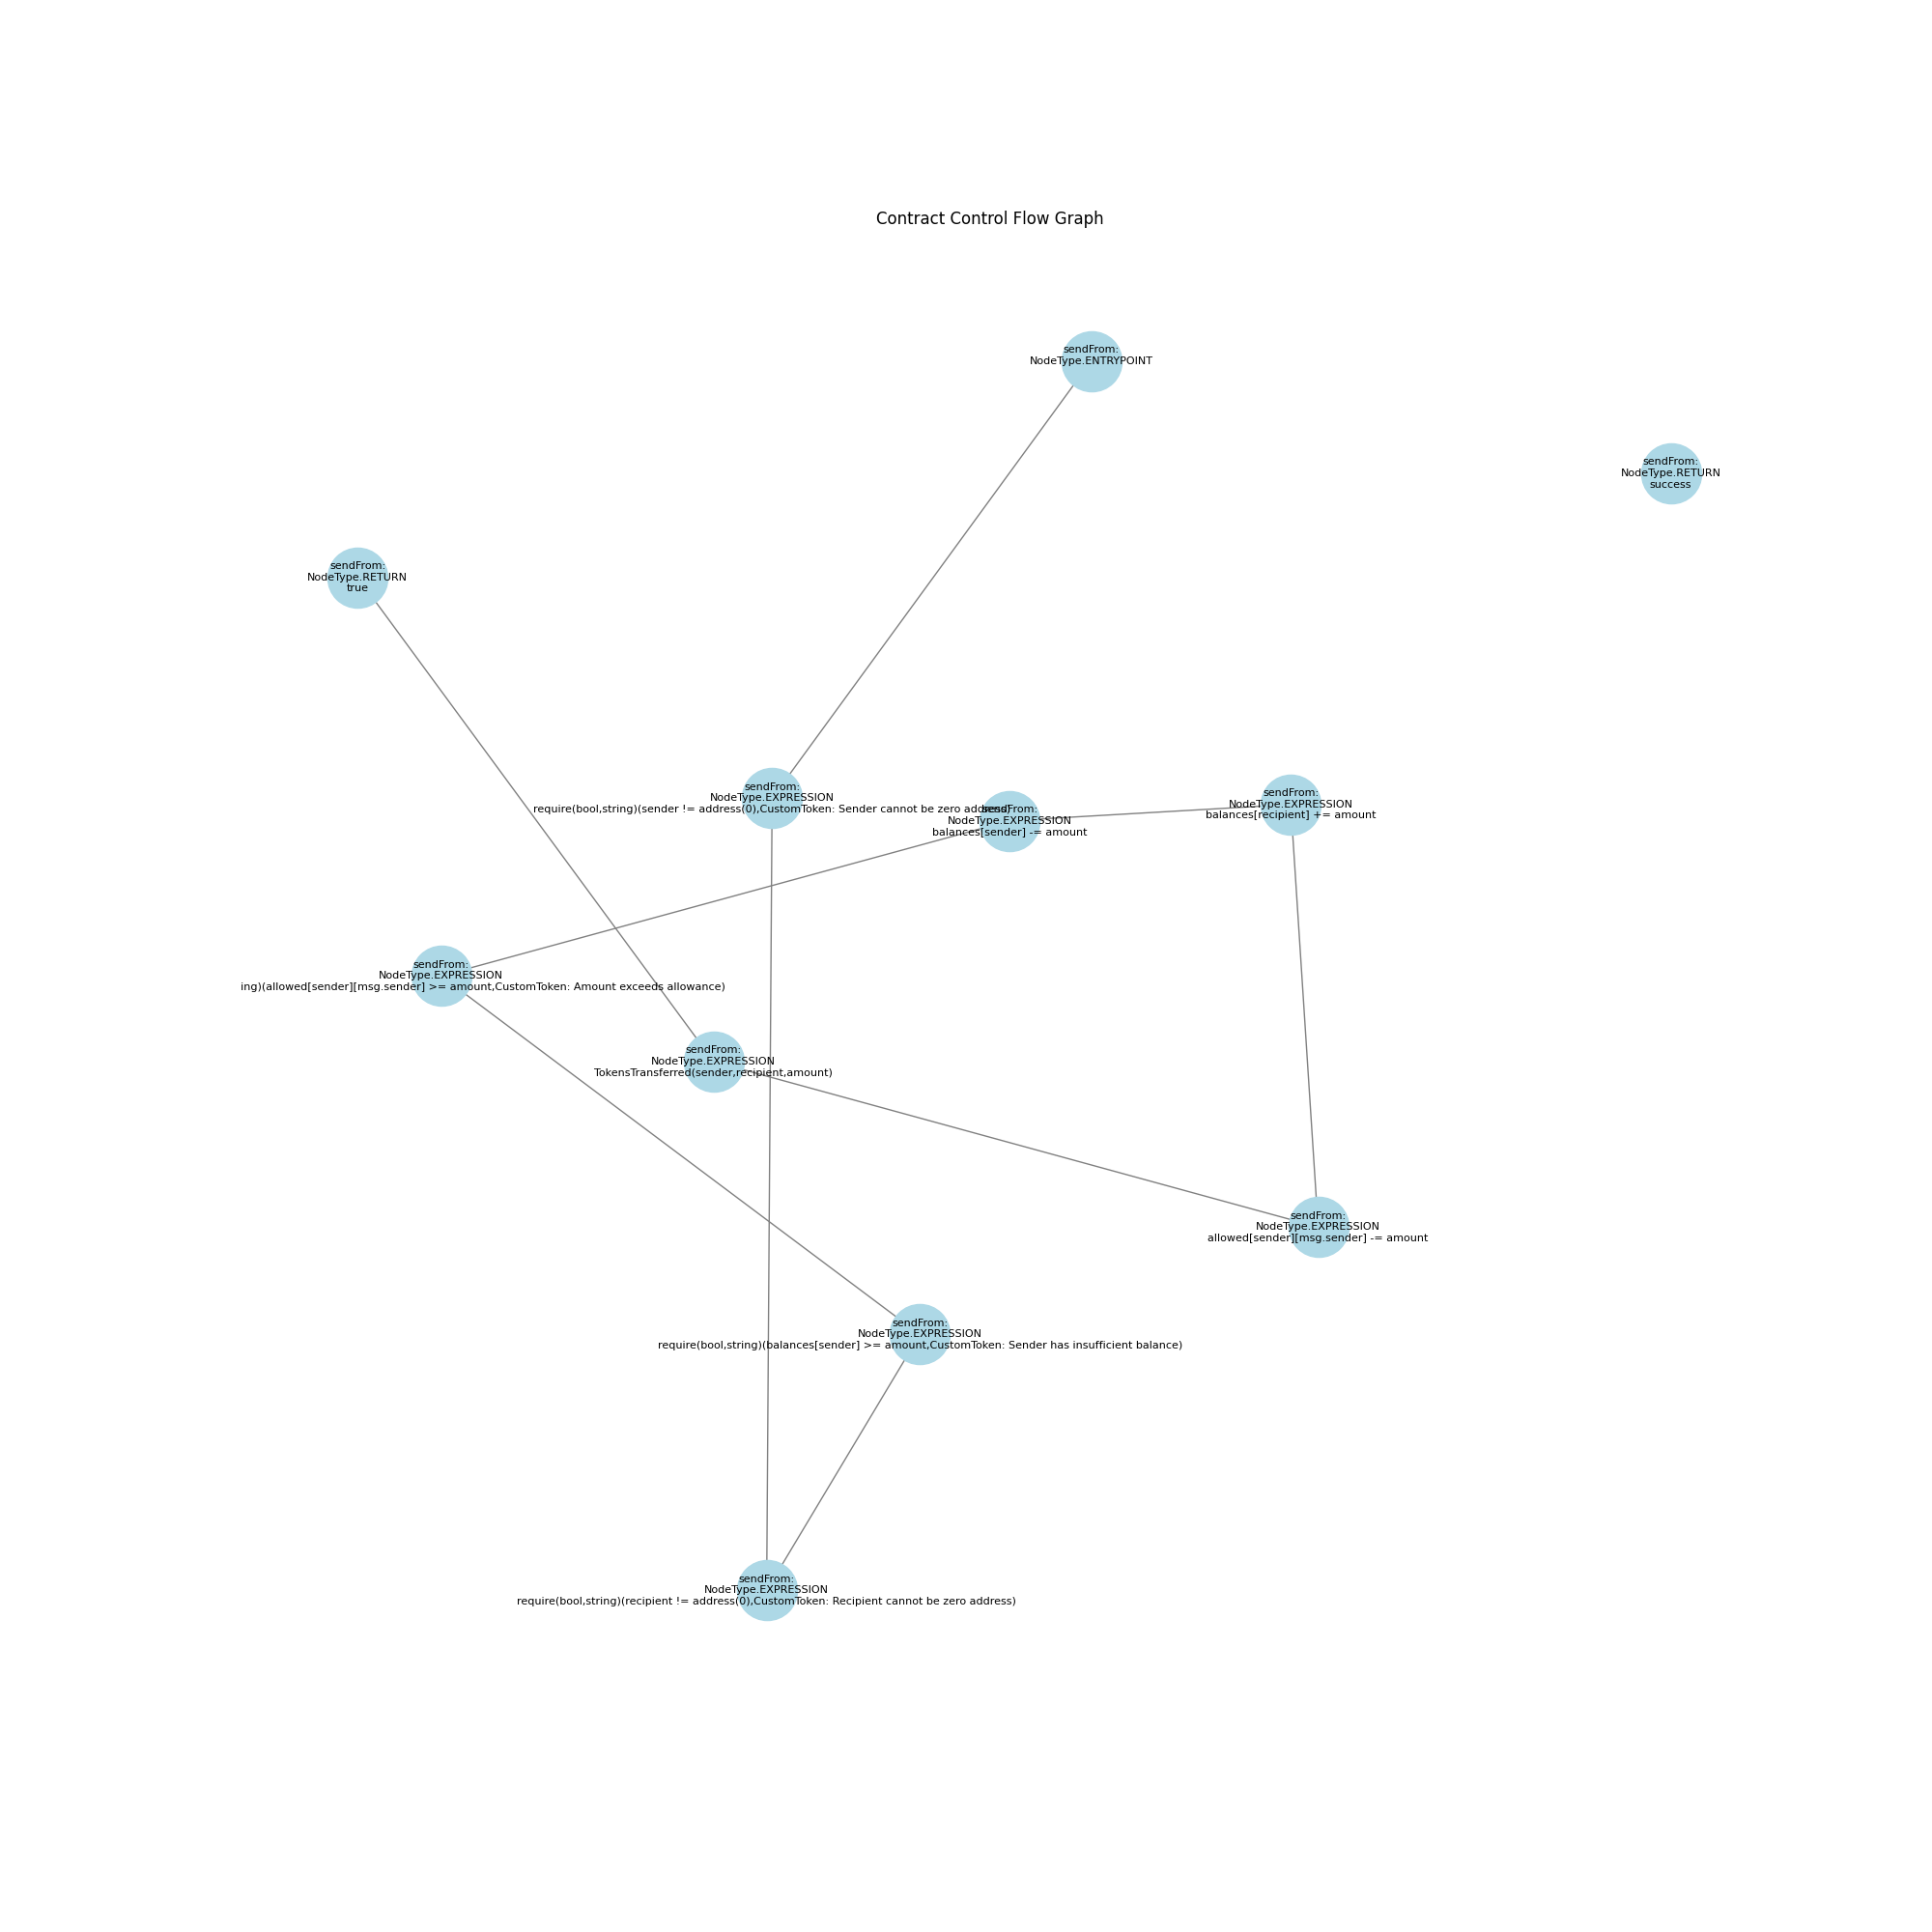 Contract Control Flow Graph
sendFrom:
NodeType.ENTRYPOINT
sendFrom:
NodeType.RETURN
success
sendFrom:
NodeType.RETURN
true
sendFrom:
NodeType.EXPRESSION
require(bool,string)(sender != address(0),CustomToken: Sender cannot be zero address)
sendFrom:
NodeType.EXPRESSION
balances[sender] -= amount
sendFrom:
NodeType.EXPRESSION
balances[recipient] += amount
sendFrom:
NodeType.EXPRESSION
ing)(allowed[sender][msg.sender] >= amount,CustomToken: Amount exceeds allowance)
sendFrom:
NodeType.EXPRESSION
TokensTransferred(sender,recipient,amount)
sendFrom:
NodeType.EXPRESSION
allowed[sender][msg.sender] -= amount
sendFrom:
NodeType.EXPRESSION
require(bool,string)(balances[sender] >= amount,CustomToken: Sender has insufficient balance)
sendFrom:
NodeType.EXPRESSION
require(bool,string)(recipient != address(0),CustomToken: Recipient cannot be zero address)